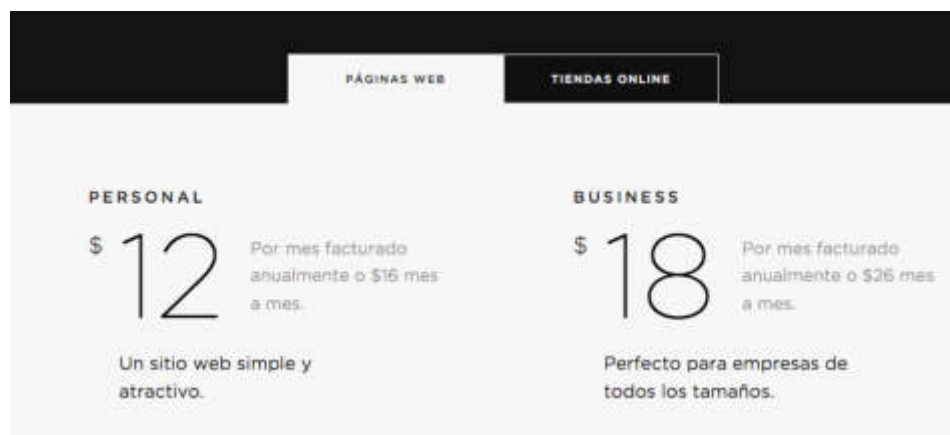 PÁGINAS WEB
TIENDAS ONLINE
PERSONAL
$ 12
Por mes facturado
anualmente o $16 mes
a mes.
Un sitio web simple y
atractivo.
BUSINESS
$ 18
Por mes facturado
anualmente o $26 mes
a mes.
Perfecto para empresas de
todos los tamaños.